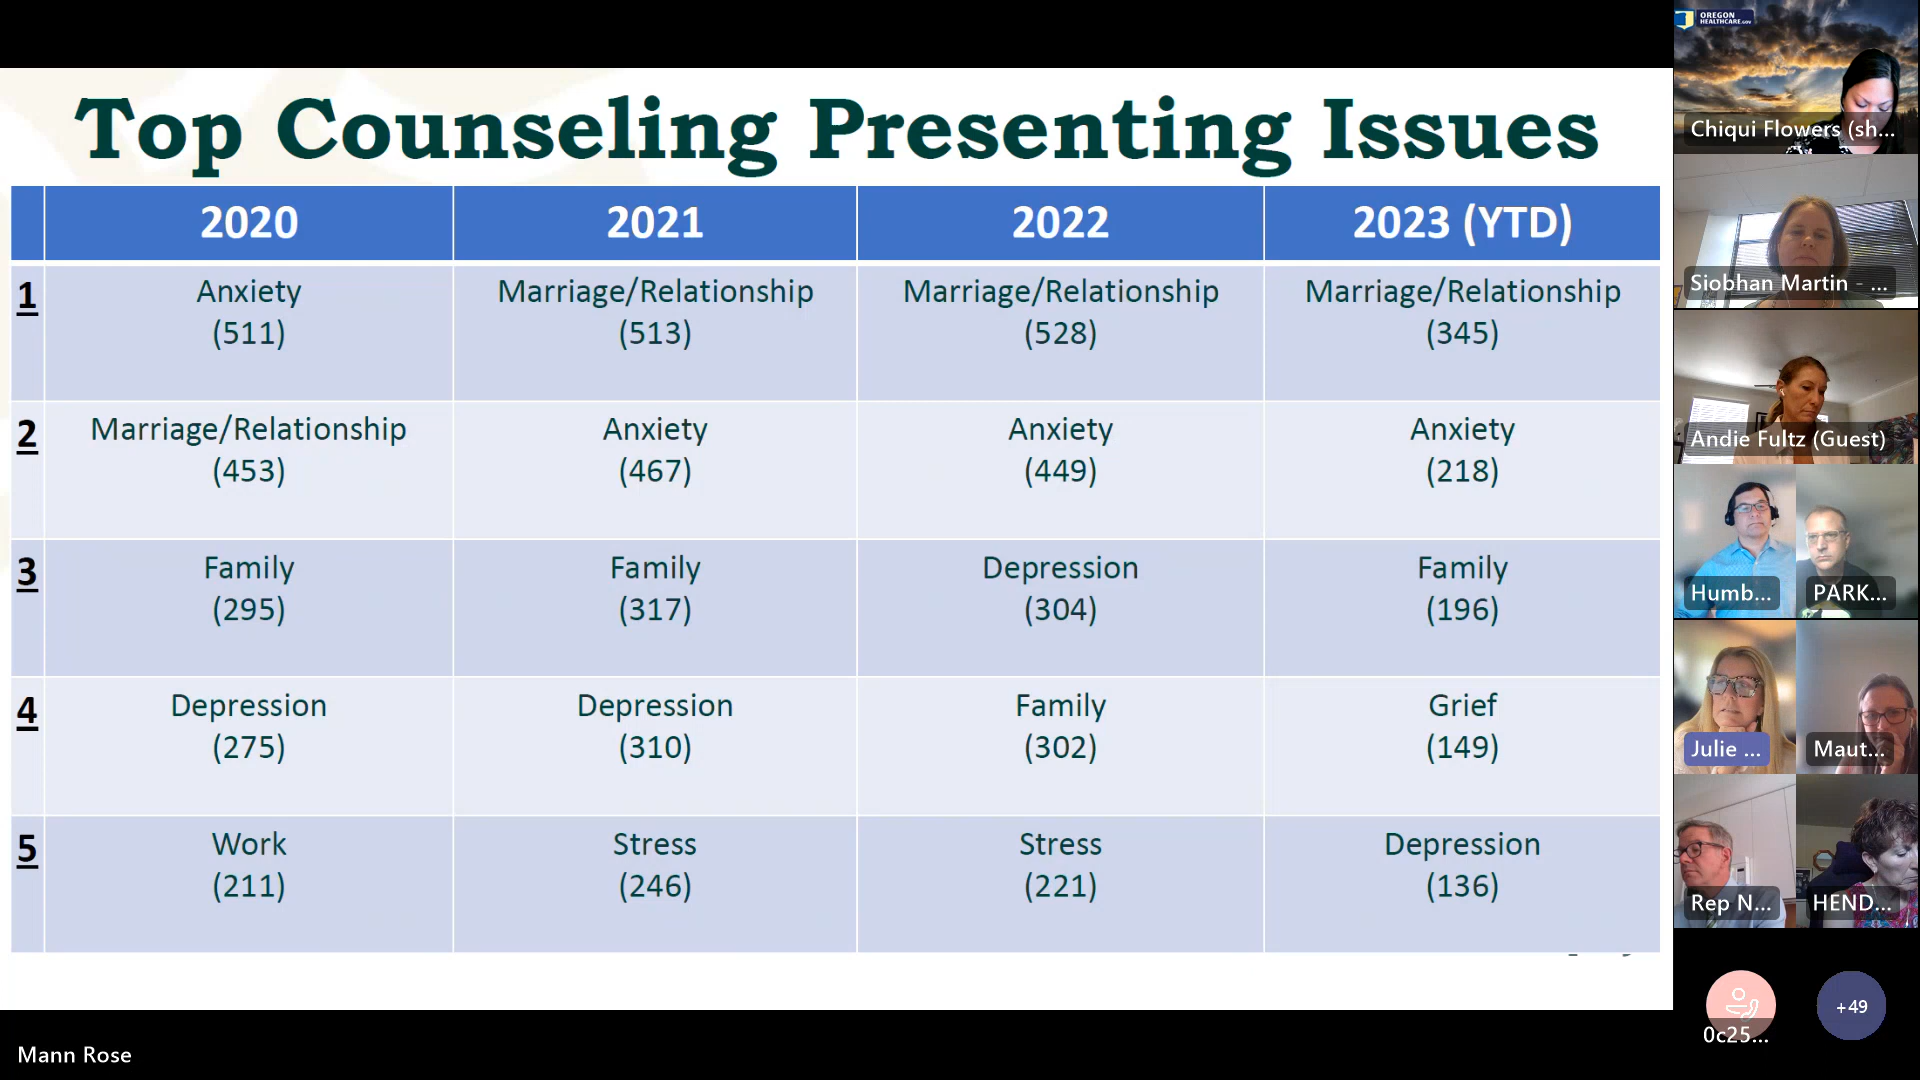 Top Counseling Presenting Issues
2020 2021 2022 2023 (YTD)
1 Anxiety Marriage/Relationship Marriage/Relationship Marriage/Relationship
(511) (513) (528) (345)
2 Marriage/Relationship Anxiety Anxiety Anxiety
(453) (467) (449) (218)
3 Family Family Depression Family
(295) (317) (304) (196)
4 Depression Depression Family Grief
(275) (310) (302) (149)
5 Work Stress Stress Depression
(211) (246) (221) (136)
Mann Rose
OREGON
HEALTHCARE.GOV
Chiqui Flowers (sh...
Siobhan Martin - ...
Andie Fultz (Guest)
Humb... PARK...
Julie ... Maut...
Rep N... HEND...
0c25... +49